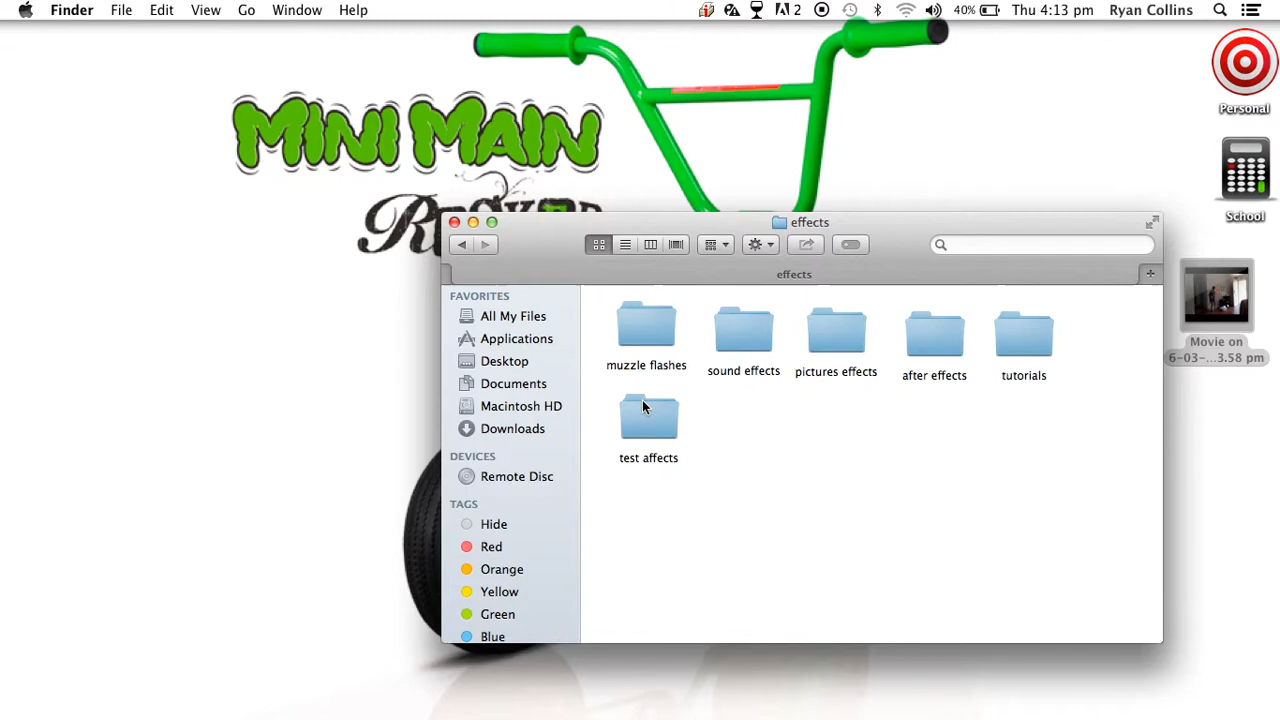 Finder File Edit View Go Window Help 2 40% Thu 4:13 pm Ryan Collins
MINI MAIN
Personal
School
Movie on
6-03-...3.58 pm
effects
effects
FAVORITES
All My Files
Applications
Desktop
Documents
Macintosh HD
Downloads
DEVICES
Remote Disc
TAGS
Hide
Red
Orange
Yellow
Green
Blue
muzzle flashes
sound effects
pictures effects
after effects
tutorials
test affects